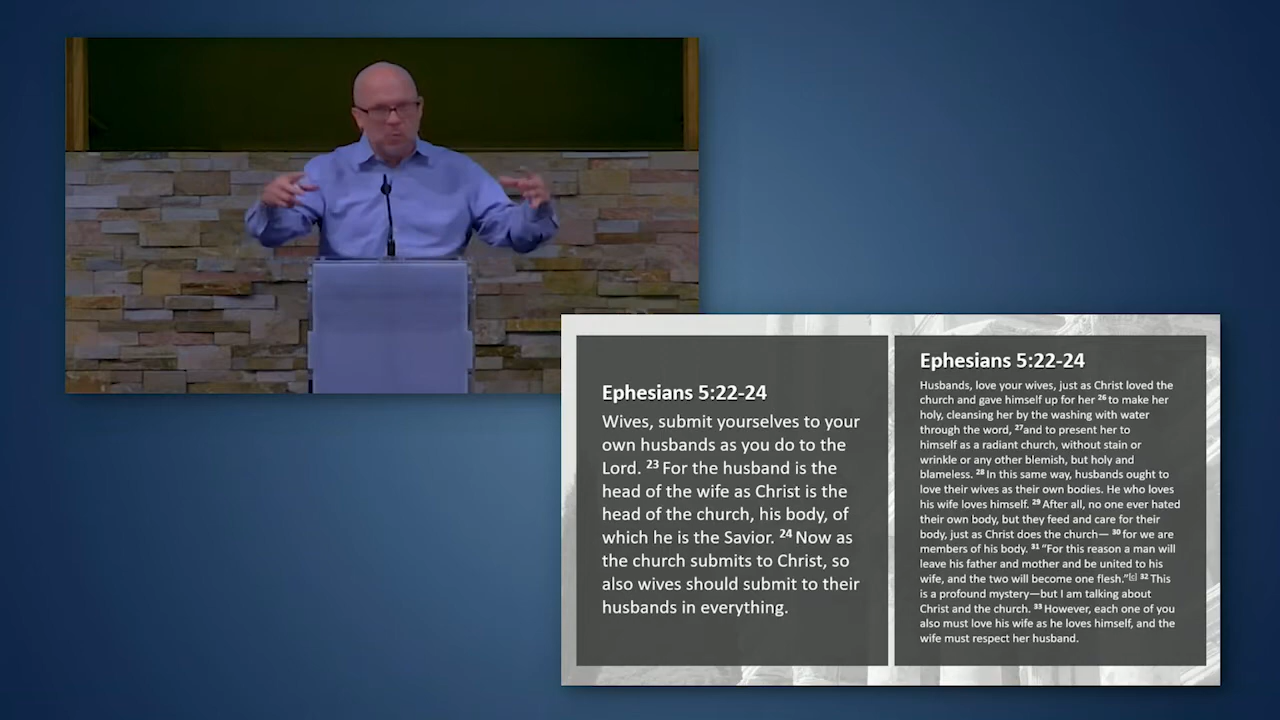 Ephesians 5:22-24
Wives, submit yourselves to your
own husbands as you do to the
Lord. 23 For the husband is the
head of the wife as Christ is the
head of the church, his body, of
which he is the Savior. 24 Now as
the church submits to Christ, so
also wives should submit to their
husbands in everything.
Ephesians 5:22-24
Husbands, love your wives, just as Christ loved the
church and gave himself up for her 26 to make her
holy, cleansing her by the washing with water
through the word, 27and to present her to
himself as a radiant church, without stain or
wrinkle or any other blemish, but holy and
blameless. 28 In this same way, husbands ought to
love their wives as their own bodies. He who loves
his wife loves himself. 29 After all, no one ever hated
their own body, but they feed and care for their
body, just as Christ does the church— 30 for we are
members of his body. 31 “For this reason a man will
leave his father and mother and be united to his
wife, and the two will become one flesh.”[c] 32 This
is a profound mystery—but I am talking about
Christ and the church. 33 However, each one of you
also must love his wife as he loves himself, and the
wife must respect her husband.